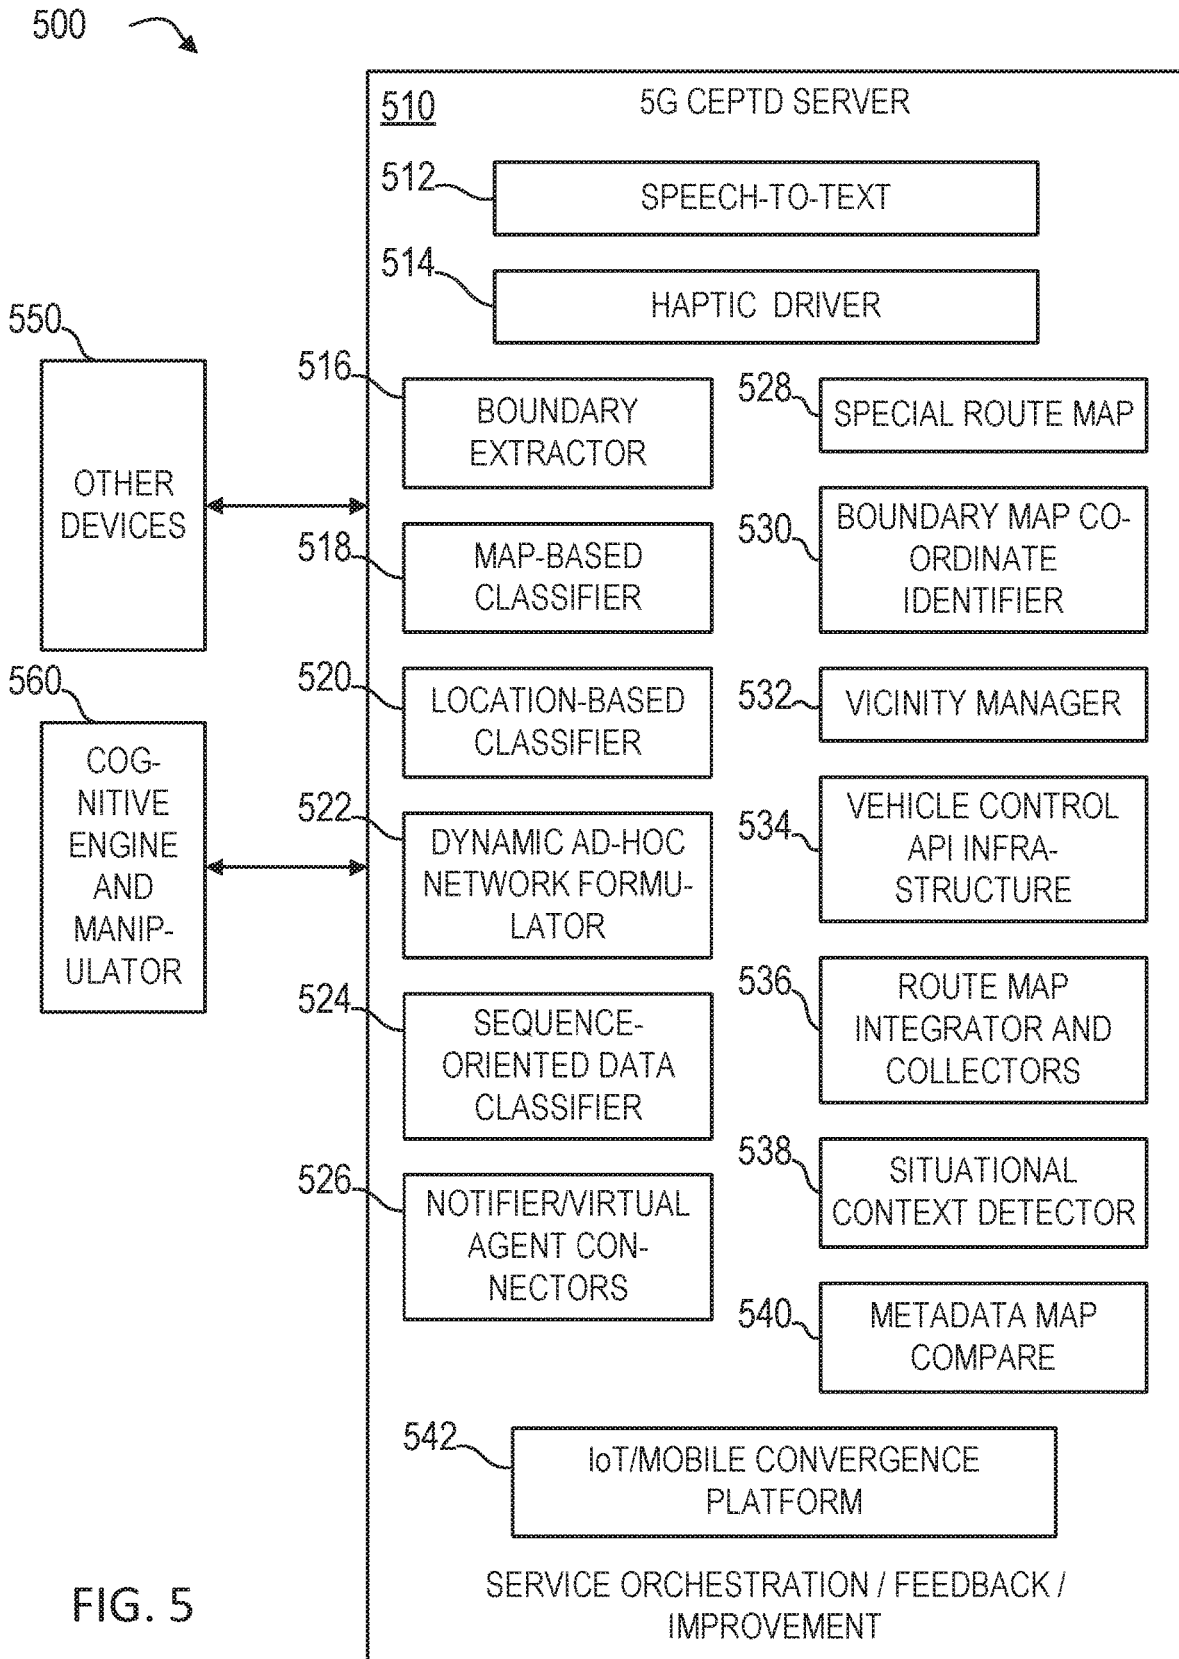 500
510
5G CEPTD SERVER
512
SPEECH-TO-TEXT
514
HAPTIC DRIVER
550
OTHER
DEVICES
516
BOUNDARY
EXTRACTOR
528
SPECIAL ROUTE MAP
518
MAP-BASED
CLASSIFIER
530
BOUNDARY MAP CO-
ORDINATE
IDENTIFIER
560
COG-
NITIVE
ENGINE
AND
MANIP-
ULATOR
520
LOCATION-BASED
CLASSIFIER
532
VICINITY MANAGER
522
DYNAMIC AD-HOC
NETWORK FORMU-
LATOR
534
VEHICLE CONTROL
API INFRA-
STRUCTURE
524
SEQUENCE-
ORIENTED DATA
CLASSIFIER
536
ROUTE MAP
INTEGRATOR AND
COLLECTORS
526
NOTIFIER/VIRTUAL
AGENT CON-
NECTORS
538
SITUATIONAL
CONTEXT DETECTOR
540
METADATA MAP
COMPARE
542
IoT/MOBILE CONVERGENCE
PLATFORM
SERVICE ORCHESTRATION / FEEDBACK /
IMPROVEMENT
FIG. 5